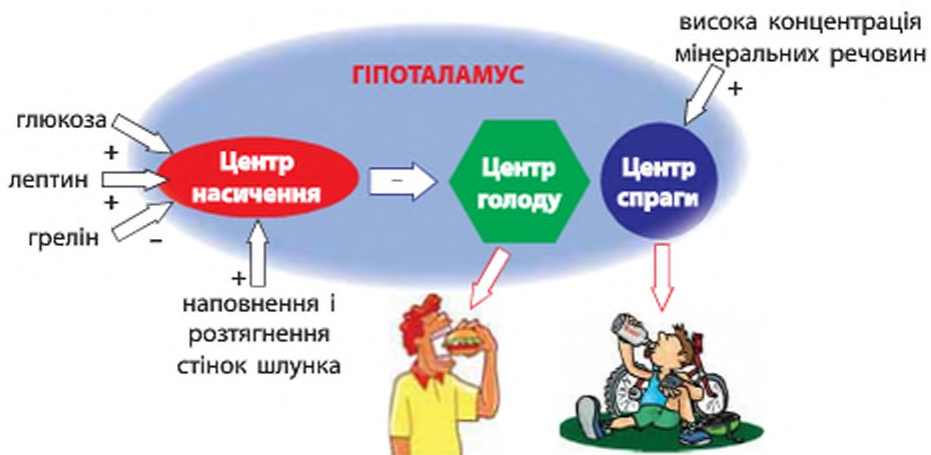 висока концентрація
мінеральних речовин
+
ГІПОТАЛАМУС
глюкоза
+
лептин
+
грелін
–
Центр
насичення
–
Центр
голоду
Центр
спраги
+
наповнення і
розтягнення
стінок шлунка